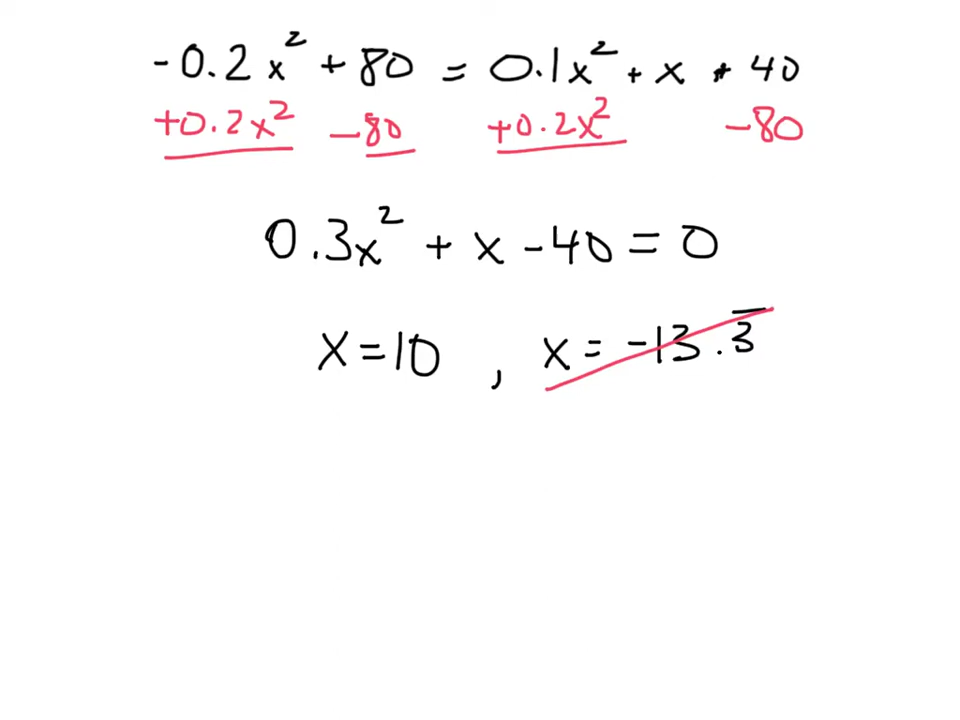 -0.2x² + 80 = 0.1x² + x + 40
+0.2x² -80 +0.2x² -80
0.3x² + x - 40 = 0
x = 10 , x = -13.3̅